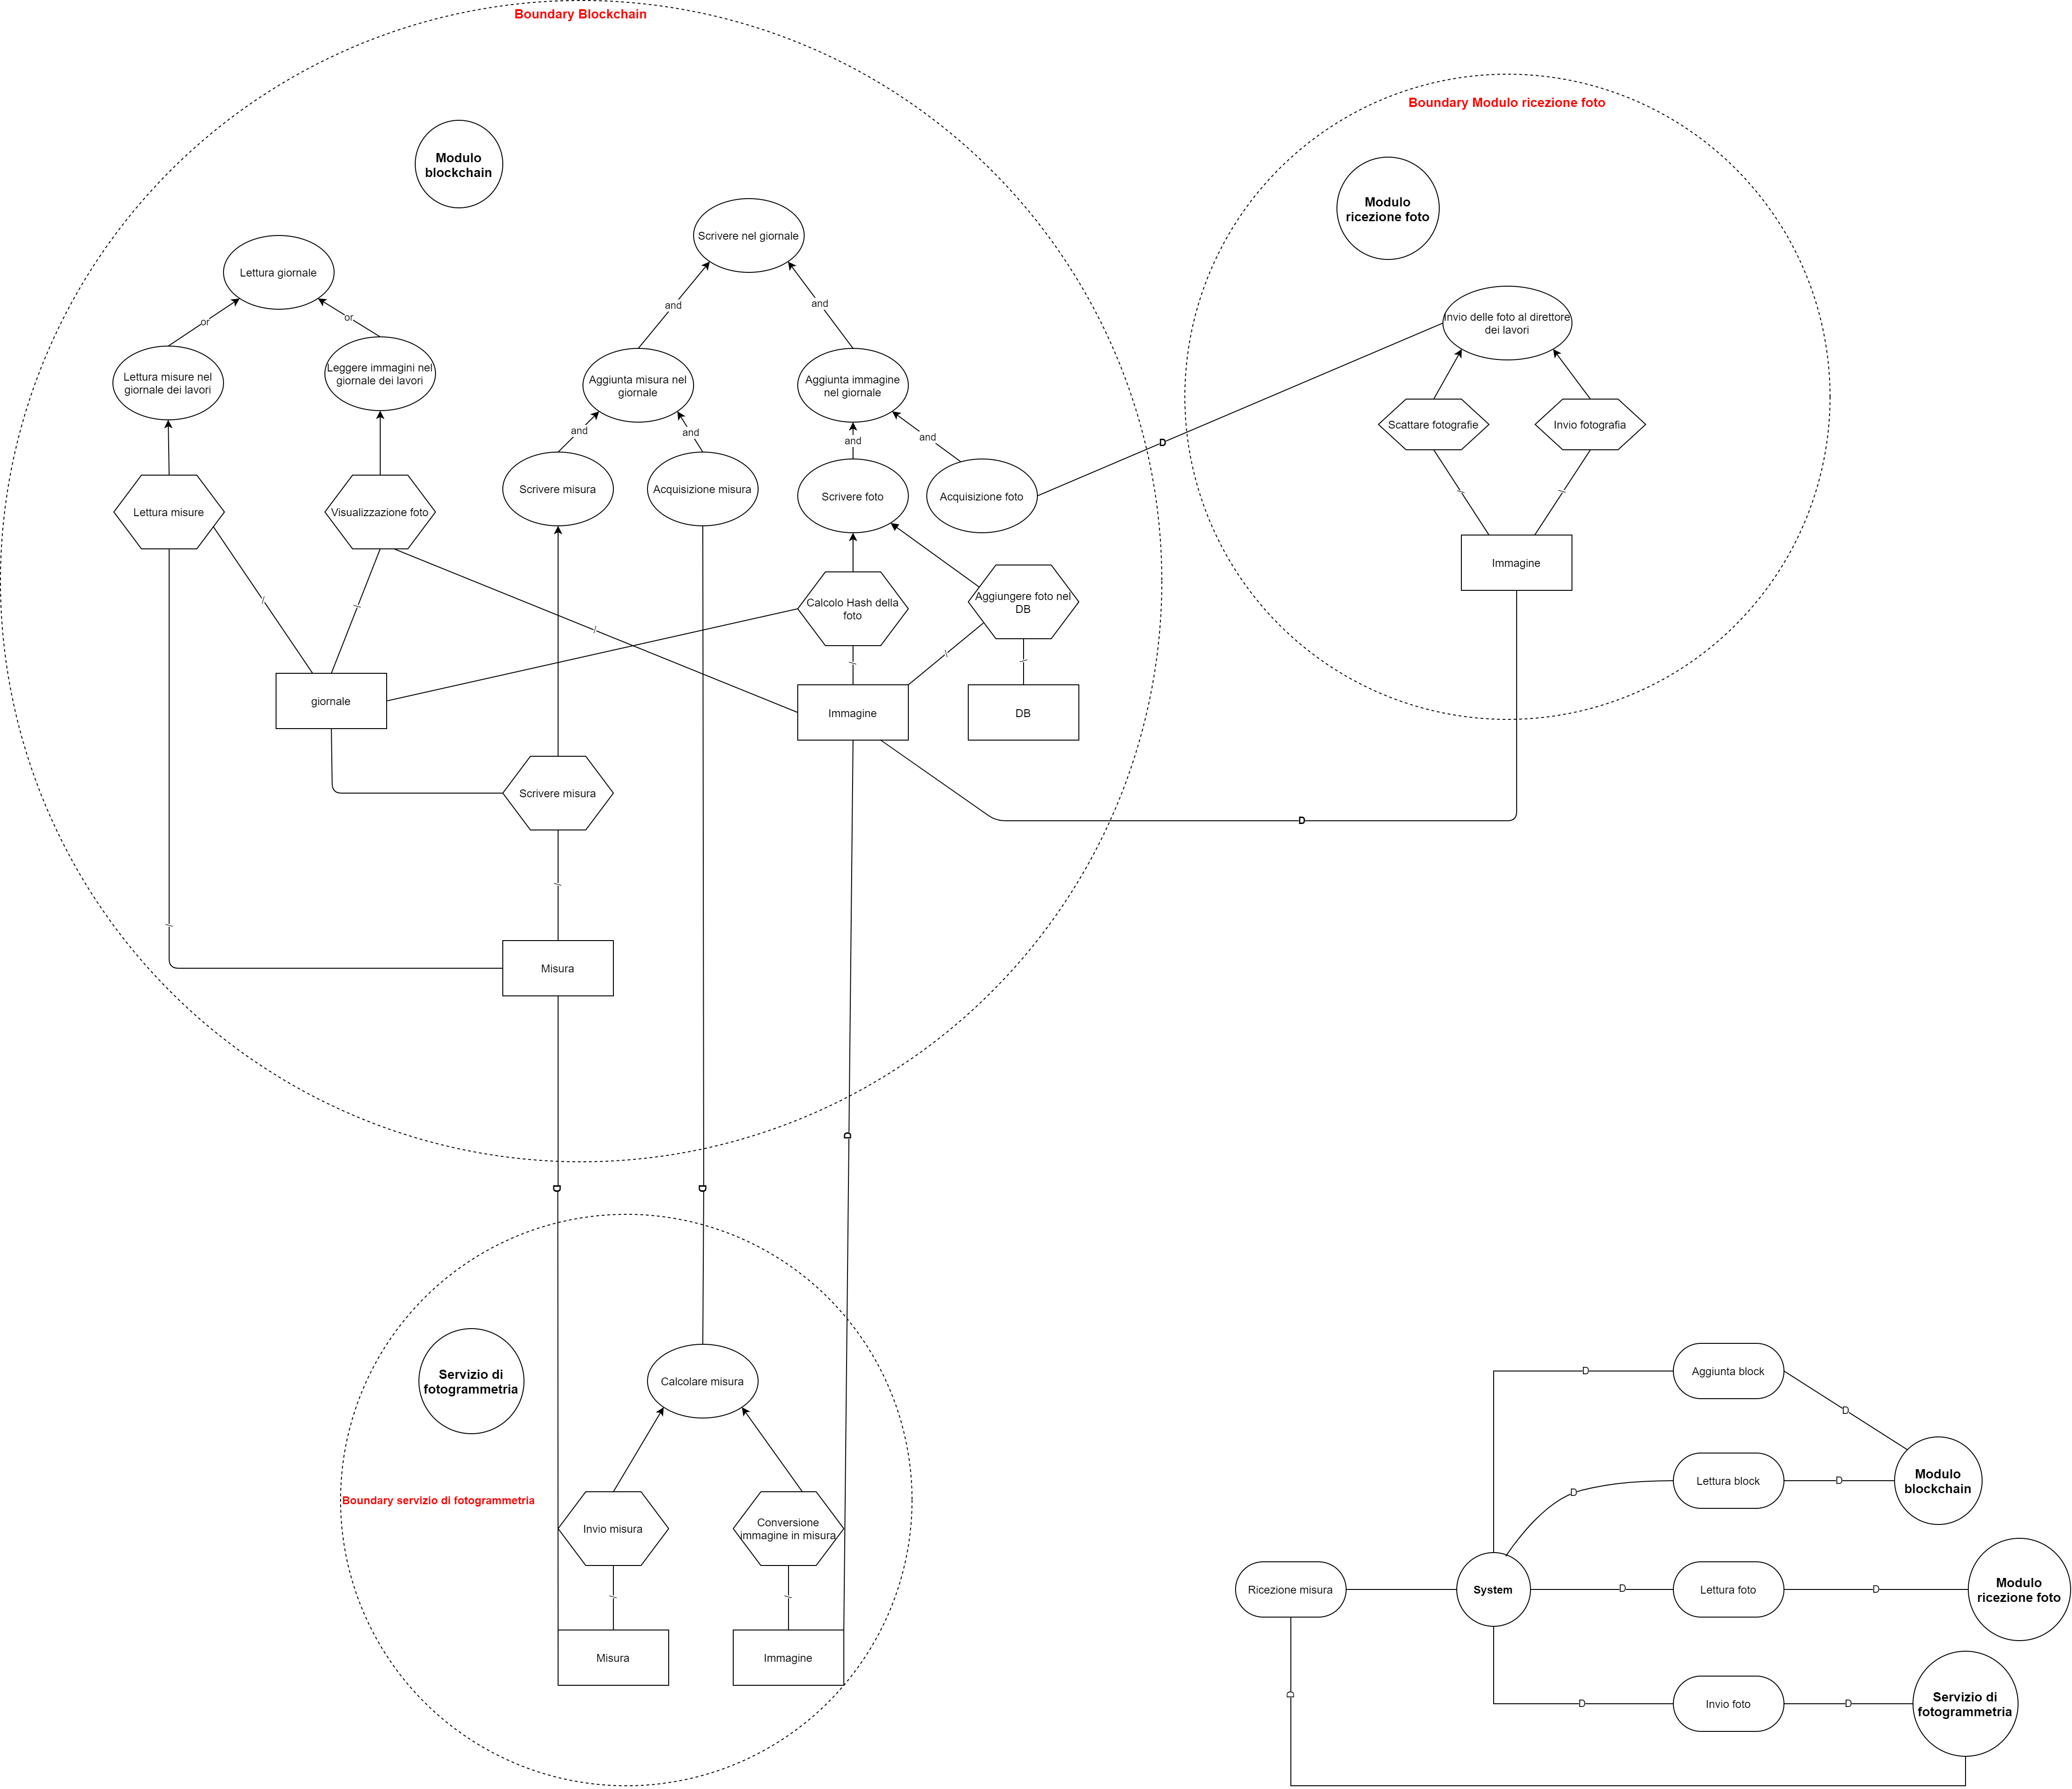 Boundary Blockchain
Boundary Modulo ricezione foto
Modulo
blockchain
Modulo
ricezione foto
Scrivere nel giornale
Lettura giornale
or
or
and
and
Invio delle foto al direttore
dei lavori
Lettura misure nel
giornale dei lavori
Leggere immagini nel
giornale dei lavori
Aggiunta misura nel
giornale
Aggiunta immagine
nel giornale
and
and
and
and
D
Scattare fotografie
Invio fotografia
Scrivere misura
Acquisizione misura
Scrivere foto
Acquisizione foto
Lettura misure
Visualizzazione foto
Immagine
Calcolo Hash della
foto
Aggiungere foto nel
DB
giornale
Immagine
DB
Scrivere misura
D
Misura
D
D
D
Servizio di
fotogrammetria
Calcolare misura
Boundary servizio di fotogrammetria
Invio misura
Conversione
immagine in misura
Misura
Immagine
D
Aggiunta block
D
D
Lettura block
D
Modulo
blockchain
Ricezione misura
System
D
Lettura foto
D
Modulo
ricezione foto
D
D
Invio foto
D
Servizio di
fotogrammetria